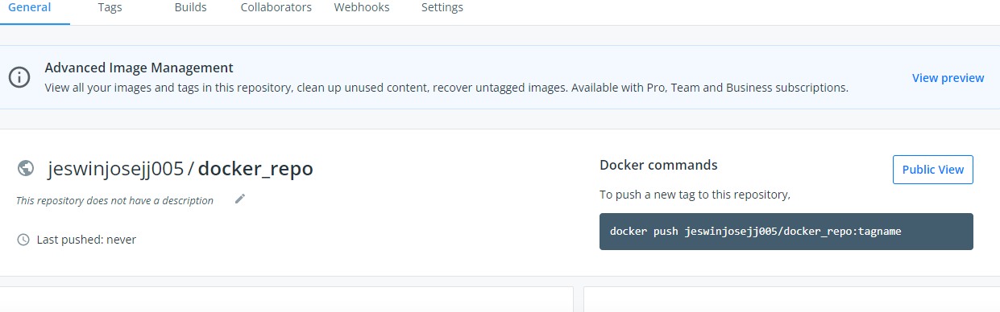 General Tags Builds Collaborators Webhooks Settings
Advanced Image Management
View all your images and tags in this repository, clean up unused content, recover untagged images. Available with Pro, Team and Business subscriptions.
View preview
jeswinjosejj005 / docker_repo
This repository does not have a description
Last pushed: never
Docker commands
Public View
To push a new tag to this repository,
docker push jeswinjosejj005/docker_repo:tagname